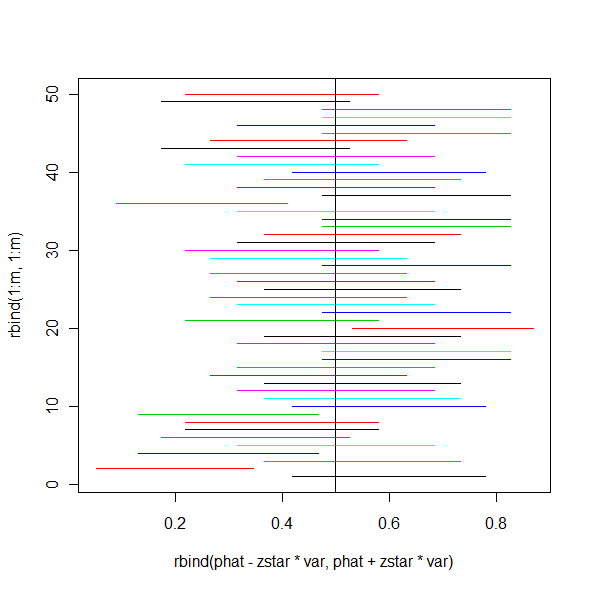 rbind(1:m, 1:m)
50
40
30
20
10
0
0.2 0.4 0.6 0.8
rbind(phat - zstar * var, phat + zstar * var)